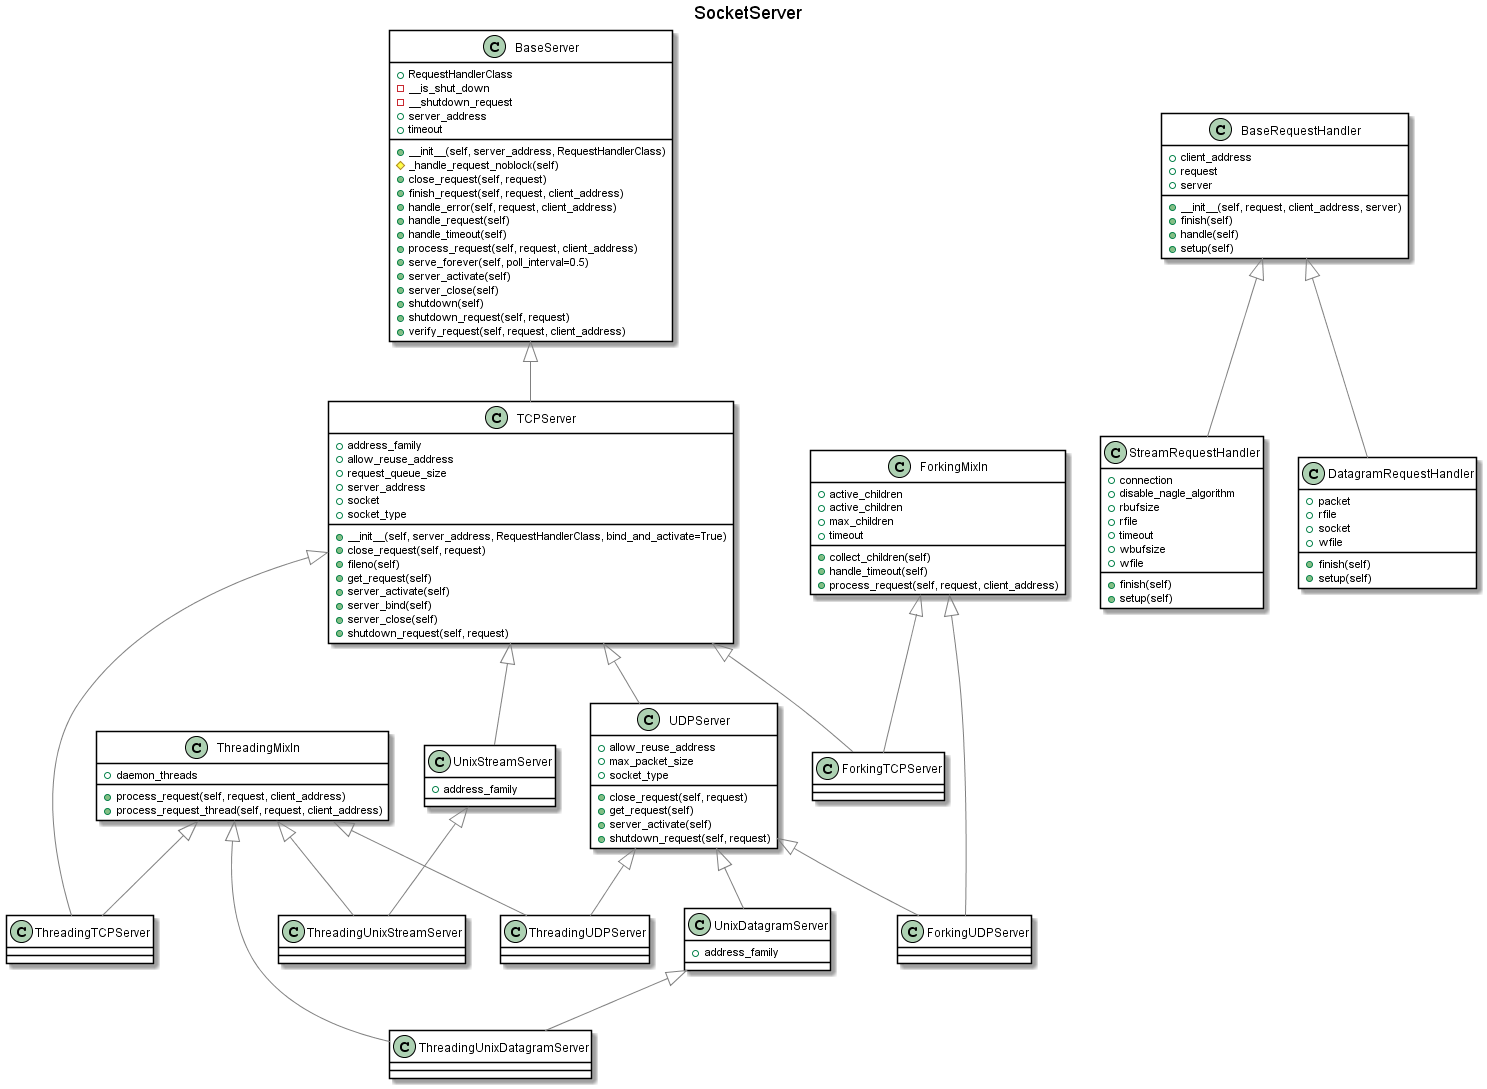 SocketServer
C BaseServer
RequestHandlerClass
__is_shut_down
__shutdown_request
server_address
timeout
__init__(self, server_address, RequestHandlerClass)
_handle_request_noblock(self)
close_request(self, request)
finish_request(self, request, client_address)
handle_error(self, request, client_address)
handle_request(self)
handle_timeout(self)
process_request(self, request, client_address)
serve_forever(self, poll_interval=0.5)
server_activate(self)
server_close(self)
shutdown(self)
shutdown_request(self, request)
verify_request(self, request, client_address)
C BaseRequestHandler
client_address
request
server
__init__(self, request, client_address, server)
finish(self)
handle(self)
setup(self)
C TCPServer
address_family
allow_reuse_address
request_queue_size
server_address
socket
socket_type
__init__(self, server_address, RequestHandlerClass, bind_and_activate=True)
close_request(self, request)
fileno(self)
get_request(self)
server_activate(self)
server_bind(self)
server_close(self)
shutdown_request(self, request)
C ForkingMixIn
active_children
active_children
max_children
timeout
collect_children(self)
handle_timeout(self)
process_request(self, request, client_address)
C StreamRequestHandler
connection
disable_nagle_algorithm
rbufsize
rfile
timeout
wbufsize
wfile
finish(self)
setup(self)
C DatagramRequestHandler
packet
rfile
socket
wfile
finish(self)
setup(self)
C ThreadingMixIn
daemon_threads
process_request(self, request, client_address)
process_request_thread(self, request, client_address)
C UnixStreamServer
address_family
C UDPServer
allow_reuse_address
max_packet_size
socket_type
close_request(self, request)
get_request(self)
server_activate(self)
shutdown_request(self, request)
C ForkingTCPServer
C ThreadingTCPServer
C ThreadingUnixStreamServer
C ThreadingUDPServer
C UnixDatagramServer
address_family
C ForkingUDPServer
C ThreadingUnixDatagramServer